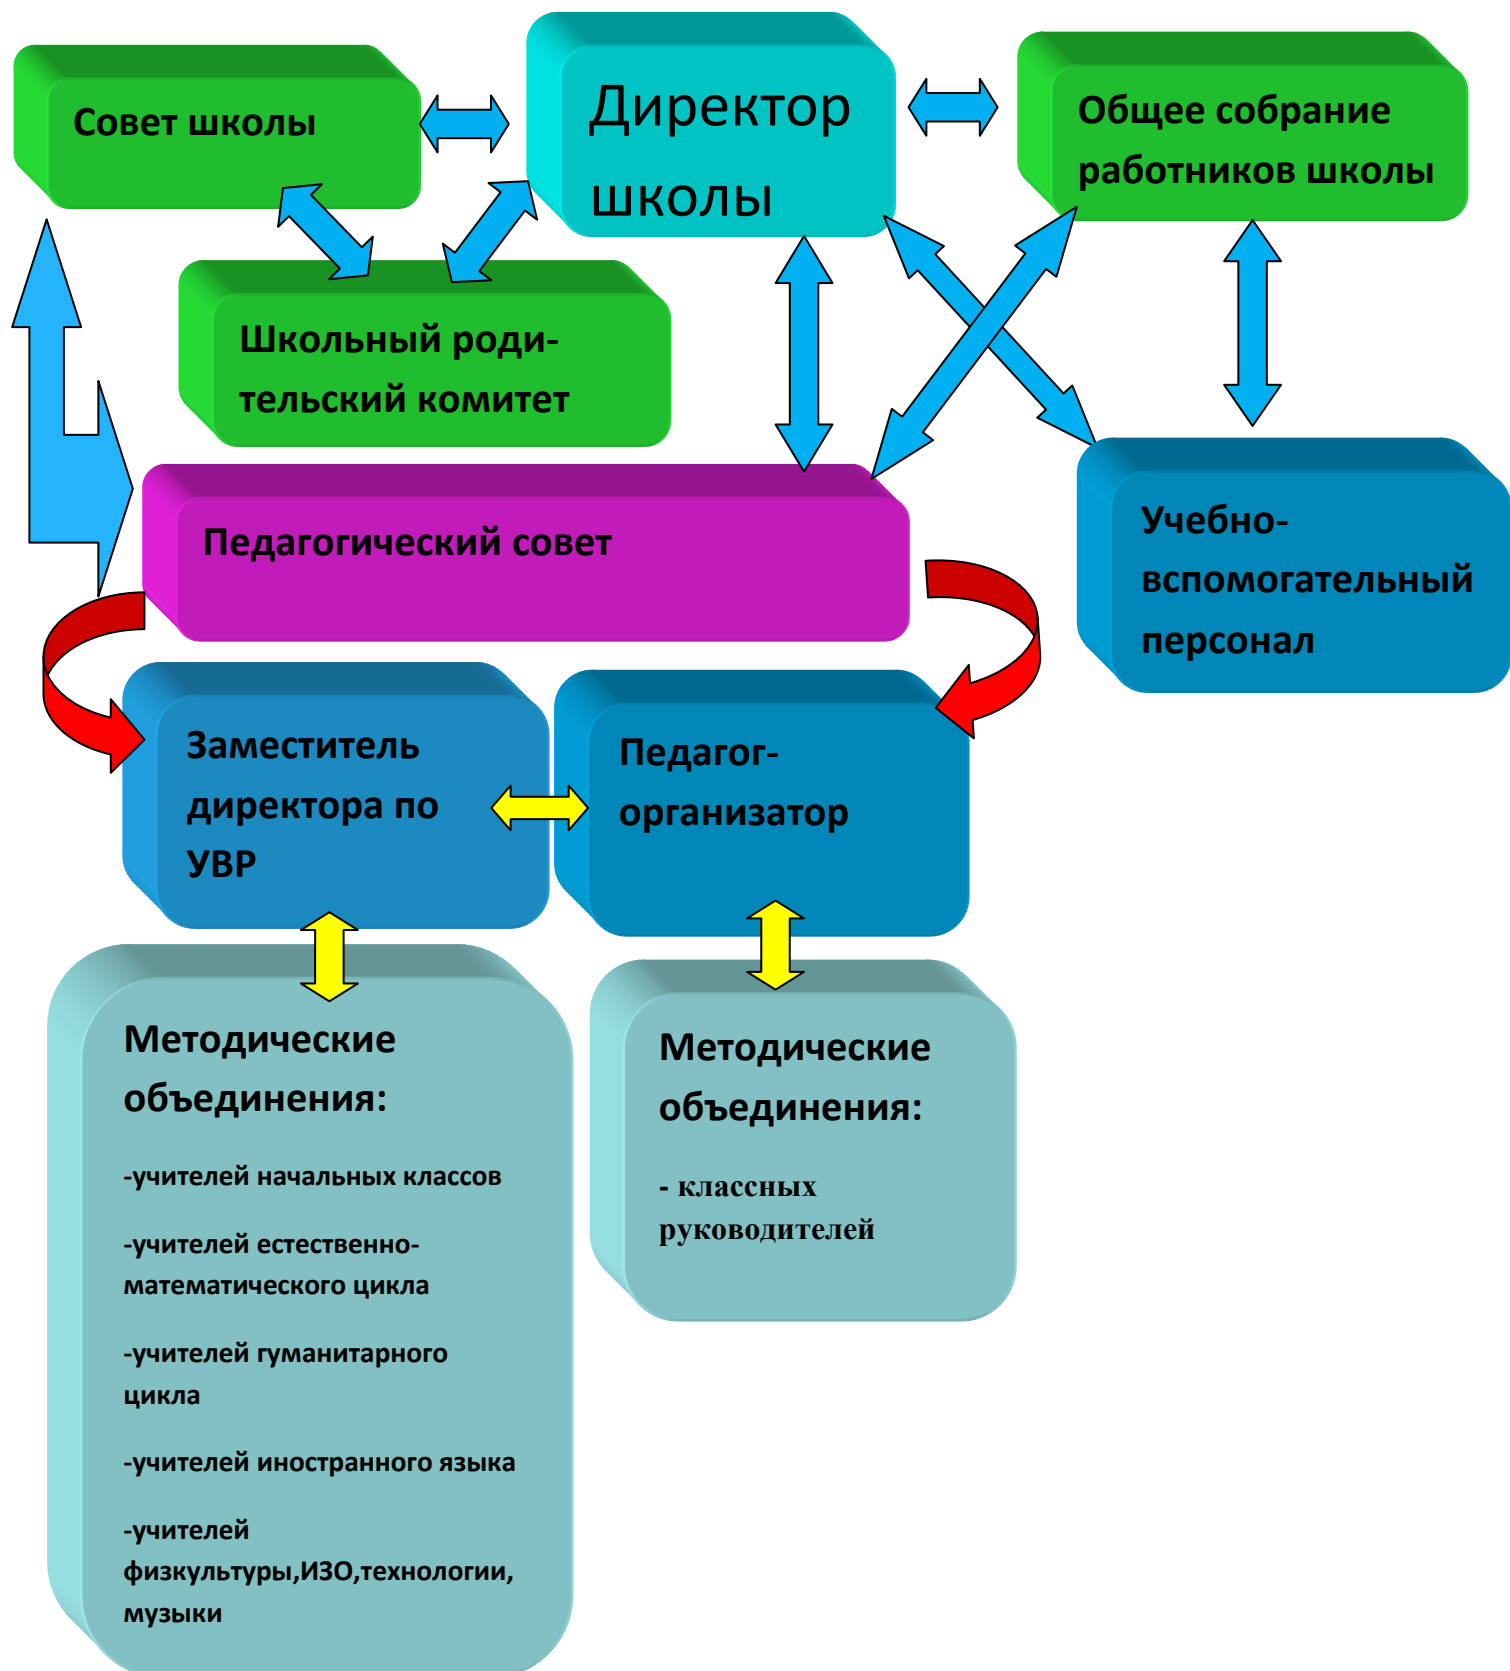 Совет школы
Директор
школы
Общее собрание
работников школы
Школьный роди-
тельский комитет
Педагогический совет
Учебно-
вспомогательный
персонал
Заместитель
директора по
УВР
Педагог-
организатор
Методические
объединения:
-учителей начальных классов
-учителей естественно-
математического цикла
-учителей гуманитарного
цикла
-учителей иностранного языка
-учителей
физкультуры,ИЗО,технологии,
музыки
Методические
объединения:
- классных
руководителей